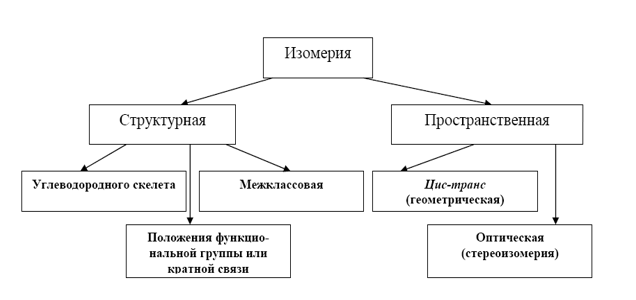 Изомерия
Структурная
Пространственная
Углеводородного скелета
Межклассовая
Цис-транс
(геометрическая)
Положения функцио-
нальной группы или
кратной связи
Оптическая
(стереоизомерия)